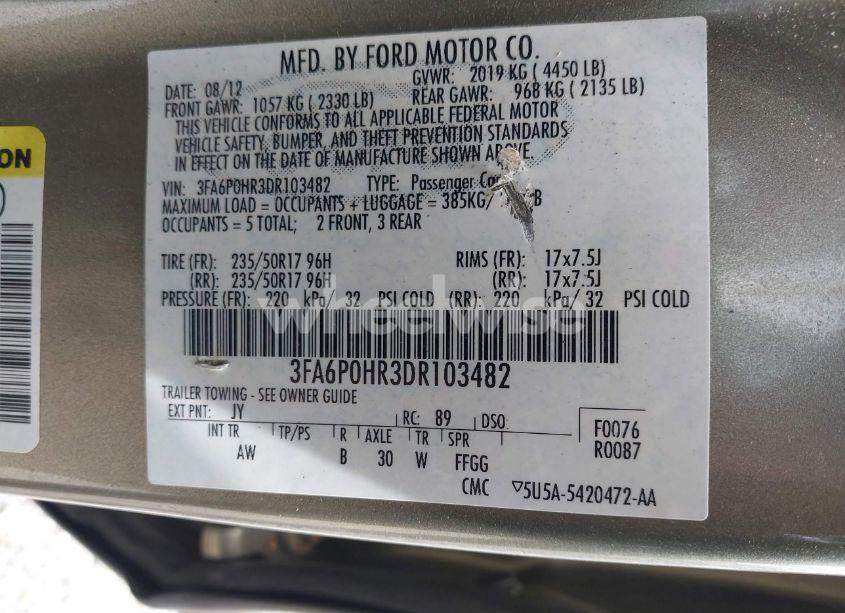 MFD. BY FORD MOTOR CO.
DATE: 08/12
GVWR: 2019 KG ( 4450 LB)
FRONT GAWR: 1057 KG ( 2330 LB)
REAR GAWR: 968 KG ( 2135 LB)
THIS VEHICLE CONFORMS TO ALL APPLICABLE FEDERAL MOTOR
VEHICLE SAFETY, BUMPER, AND THEFT PREVENTION STANDARDS
IN EFFECT ON THE DATE OF MANUFACTURE SHOWN ABOVE.
VIN: 3FA6P0HR3DR103482 TYPE: Passenger Car
MAXIMUM LOAD = OCCUPANTS + LUGGAGE = 385KG/
OCCUPANTS = 5 TOTAL; 2 FRONT, 3 REAR
TIRE (FR): 235/50R17 96H RIMS (FR): 17x7.5J
(RR): 235/50R17 96H (RR): 17x7.5J
PRESSURE (FR): 220 kPa/ 32 PSI COLD (RR): 220 kPa/ 32 PSI COLD
wheelwise
3FA6P0HR3DR103482
TRAILER TOWING - SEE OWNER GUIDE
EXT PNT: JY RC: 89 DSO:
F0076
R0087
INT TR TP/PS R AXLE TR SPR
AW B 30 W FFGG
CMC ▽5U5A-5420472-AA
ON